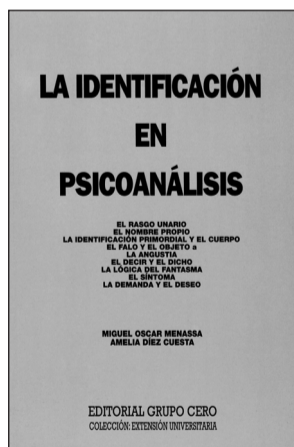 LA IDENTIFICACIÓN
EN
PSICOANÁLISIS
EL RASGO UNARIO
EL NOMBRE PROPIO
LA IDENTIFICACIÓN PRIMORDIAL Y EL CUERPO
EL FALO Y EL OBJETO a
LA ANGUSTIA
EL DECIR Y EL DICHO
LA LÓGICA DEL FANTASMA
EL SÍNTOMA
LA DEMANDA Y EL DESEO
MIGUEL OSCAR MENASSA
AMELIA DÍEZ CUESTA
EDITORIAL GRUPO CERO
COLECCIÓN: EXTENSIÓN UNIVERSITARIA